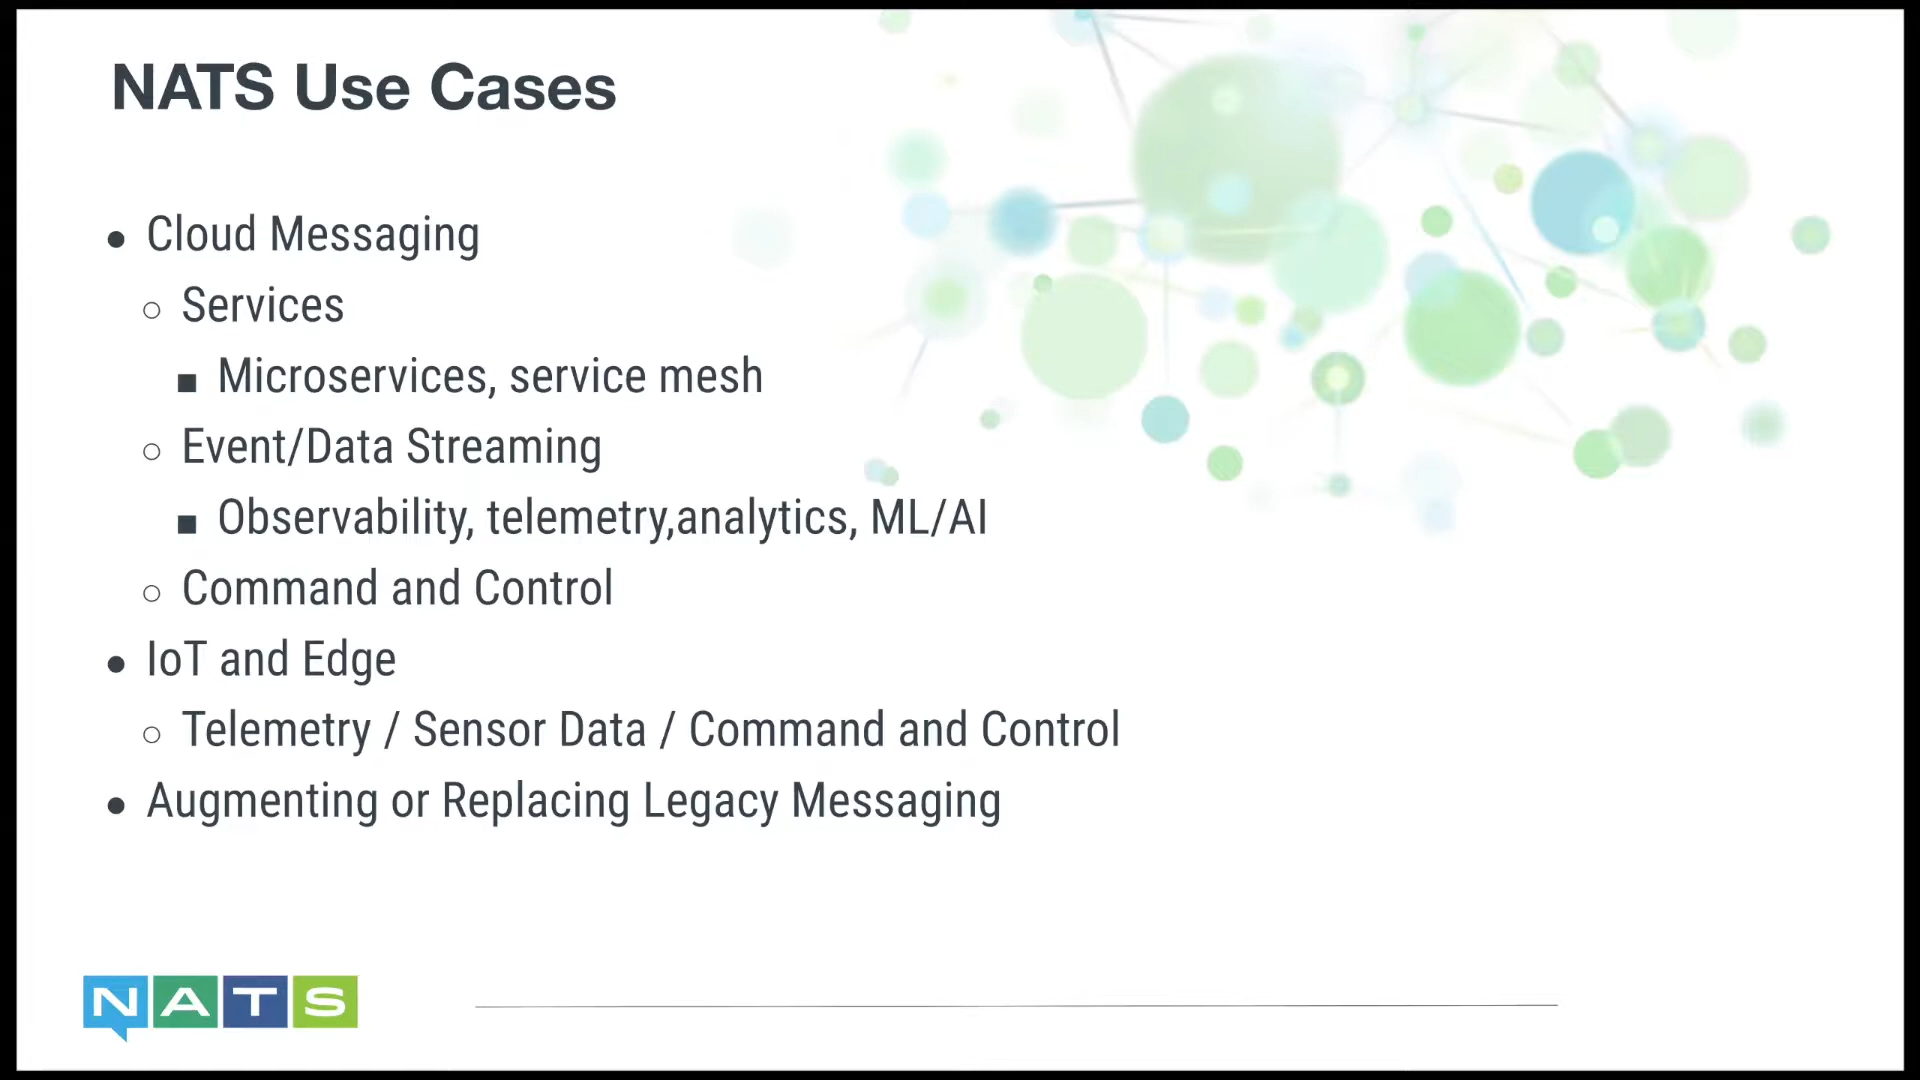 NATS Use Cases
● Cloud Messaging
○ Services
■ Microservices, service mesh
○ Event/Data Streaming
■ Observability, telemetry,analytics, ML/AI
○ Command and Control
● IoT and Edge
○ Telemetry / Sensor Data / Command and Control
● Augmenting or Replacing Legacy Messaging
NATS